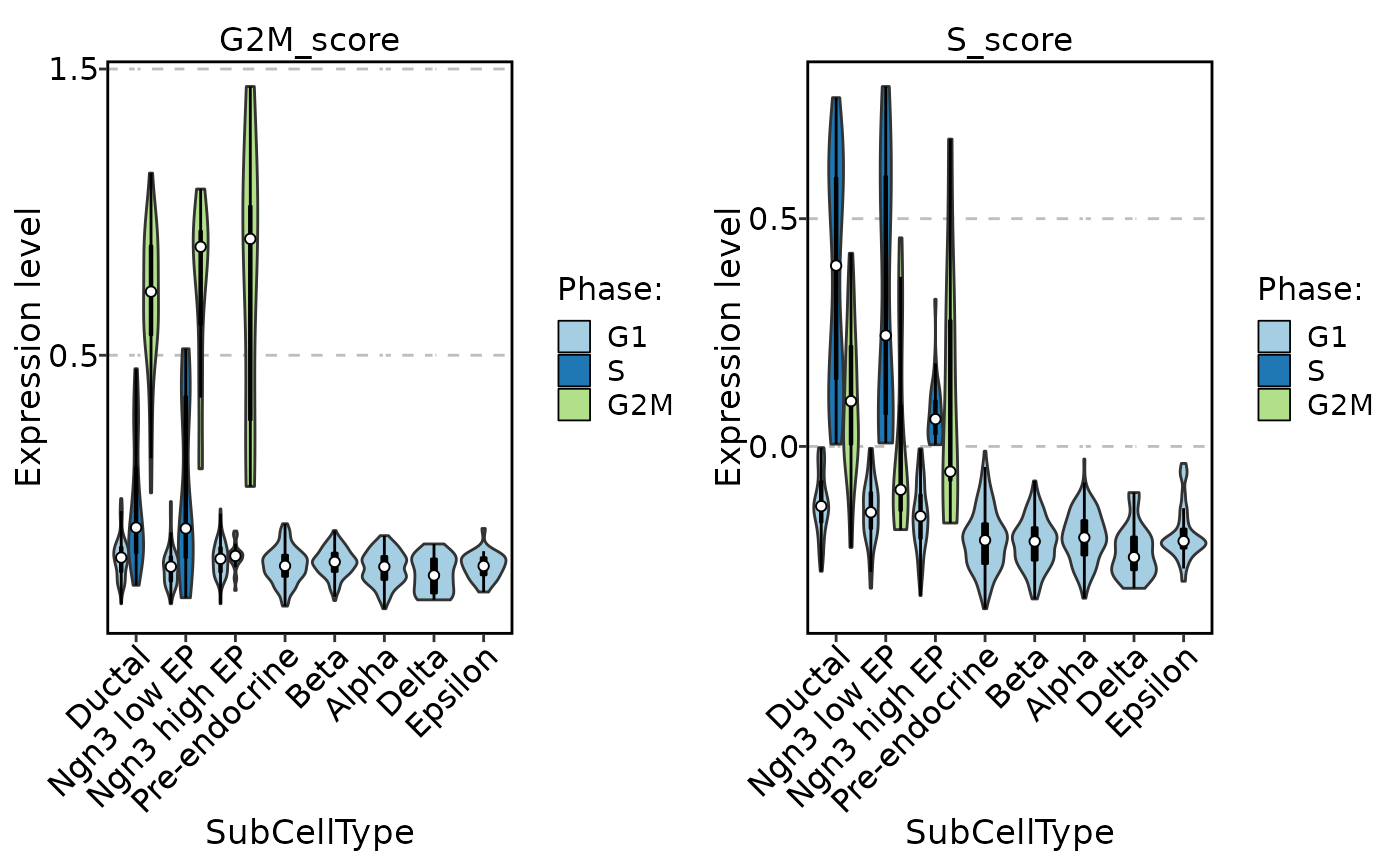 G2M_score
1.5
0.5
Expression level
Ductal
Ngn3 low EP
Ngn3 high EP
Pre-endocrine
Beta
Alpha
Delta
Epsilon
SubCellType
Phase:
G1
S
G2M
S_score
0.5
0.0
Expression level
Ductal
Ngn3 low EP
Ngn3 high EP
Pre-endocrine
Beta
Alpha
Delta
Epsilon
SubCellType
Phase:
G1
S
G2M